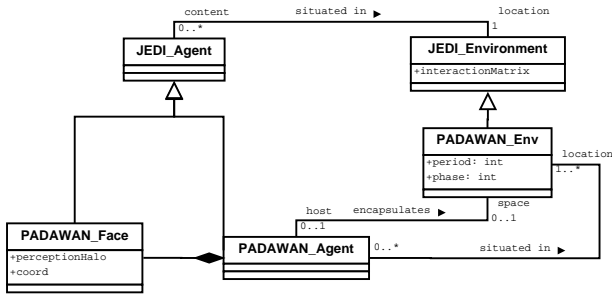 content situated in ▶ location
0..* 1
JEDI_Agent JEDI_Environment
+interactionMatrix
PADAWAN_Env
+period: int location
+phase: int 1..*
host encapsulates ▶ space
0..1 0..1
PADAWAN_Face PADAWAN_Agent 0..* situated in ▶
+perceptionHalo
+coord